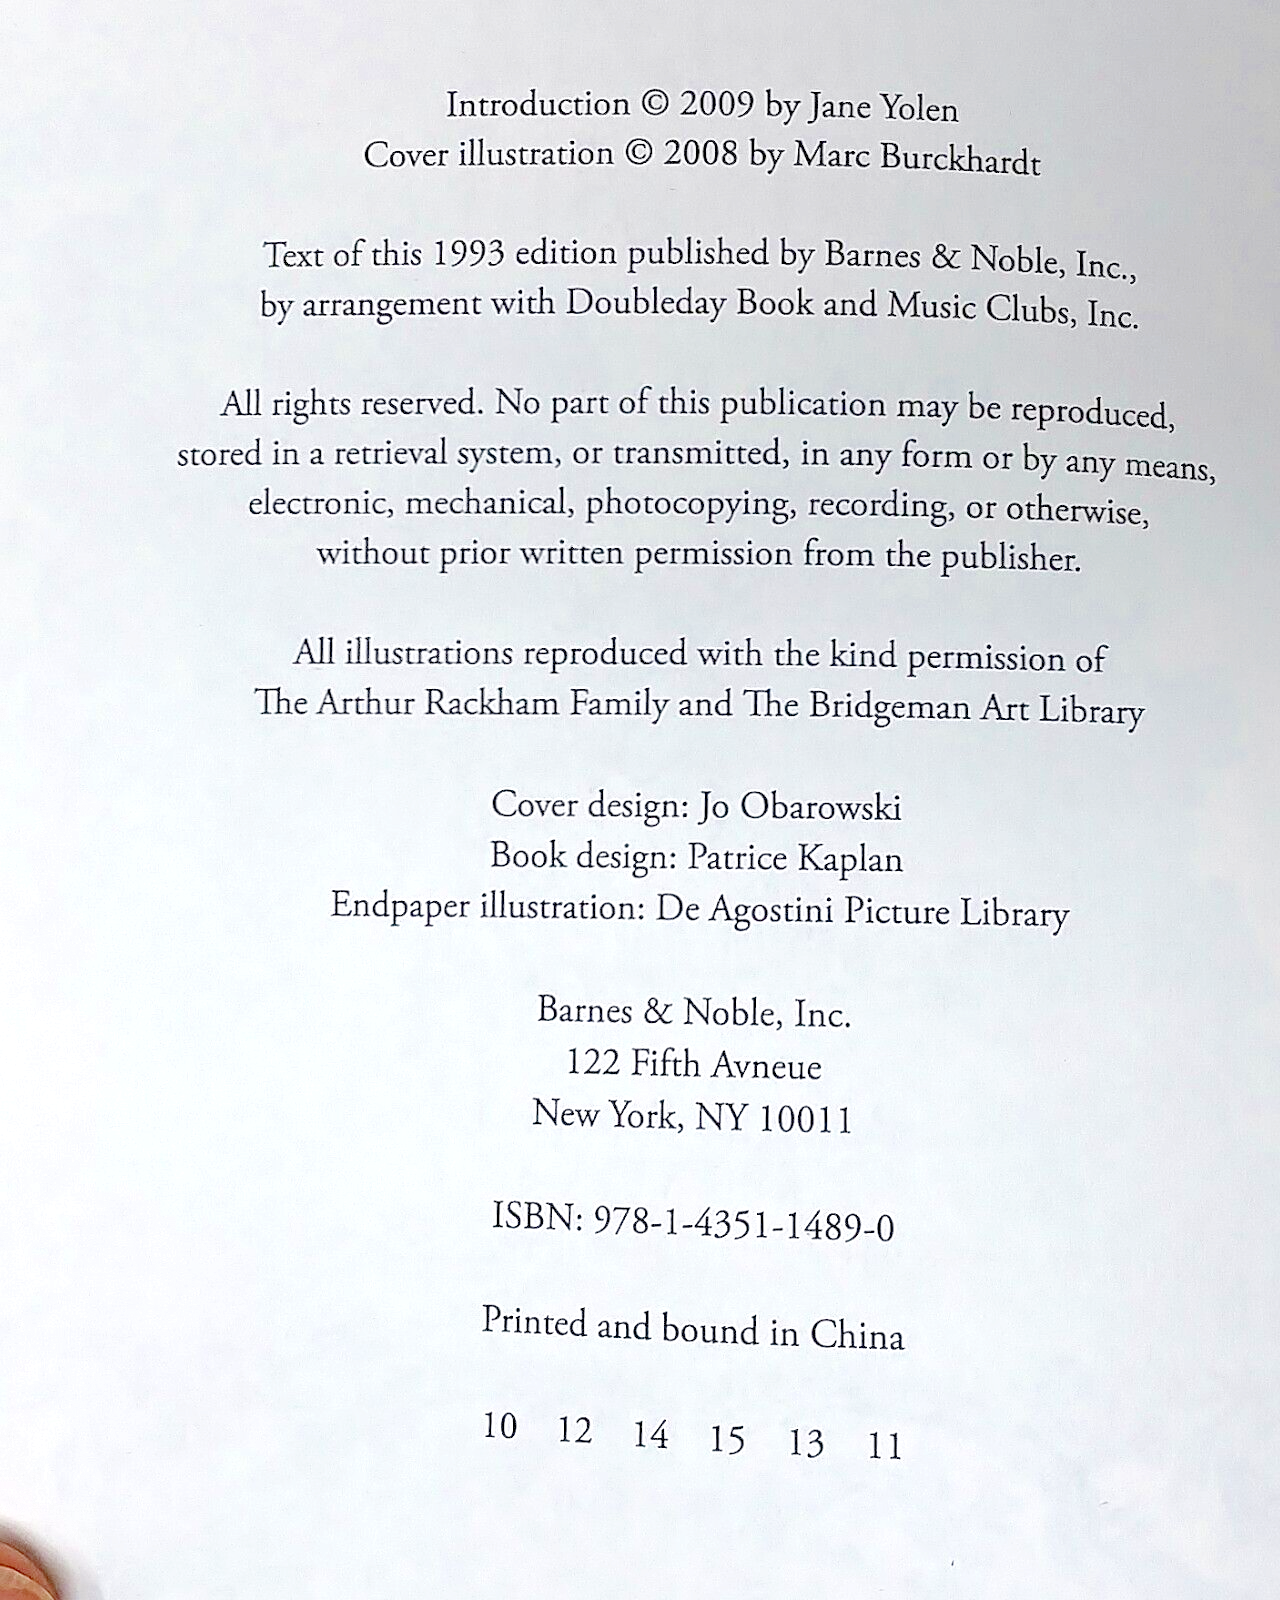 Introduction © 2009 by Jane Yolen
Cover illustration © 2008 by Marc Burckhardt
Text of this 1993 edition published by Barnes & Noble, Inc.,
by arrangement with Doubleday Book and Music Clubs, Inc.
All rights reserved. No part of this publication may be reproduced,
stored in a retrieval system, or transmitted, in any form or by any means,
electronic, mechanical, photocopying, recording, or otherwise,
without prior written permission from the publisher.
All illustrations reproduced with the kind permission of
The Arthur Rackham Family and The Bridgeman Art Library
Cover design: Jo Obarowski
Book design: Patrice Kaplan
Endpaper illustration: De Agostini Picture Library
Barnes & Noble, Inc.
122 Fifth Avneue
New York, NY 10011
ISBN: 978-1-4351-1489-0
Printed and bound in China
10 12 14 15 13 11